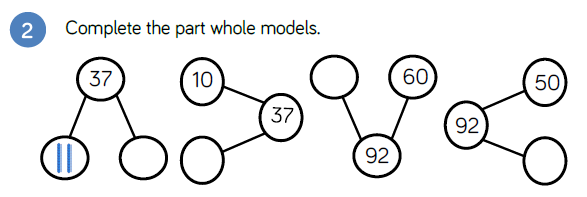 2 Complete the part whole models.
37 10 37 60 92 92 50